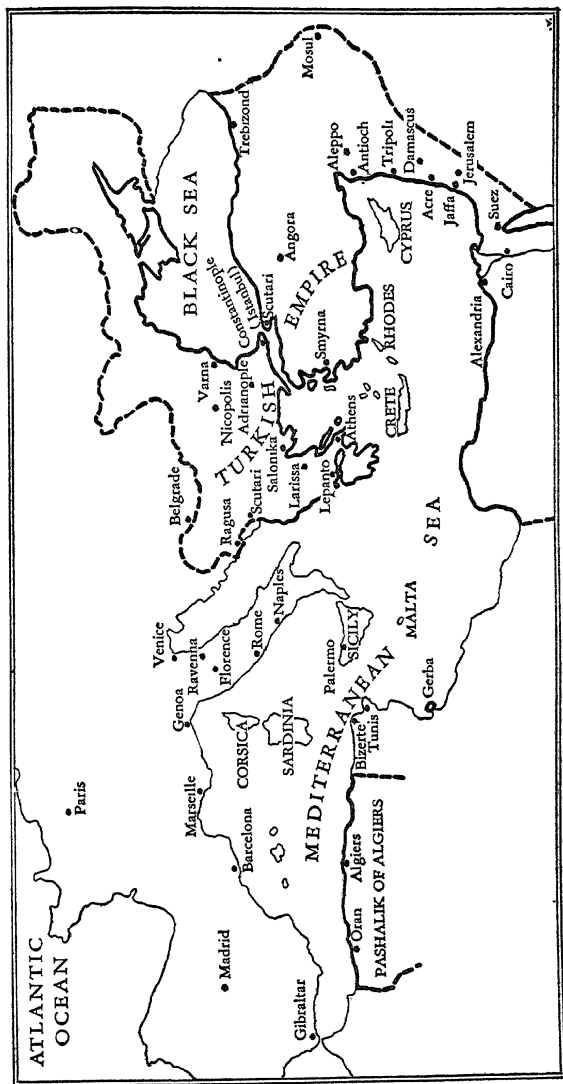 ATLANTIC
OCEAN
Paris
Madrid
Gibraltar
Barcelona
Marseille
Genoa
Venice
Ravenna
Florence
Rome
Naples
CORSICA
SARDINIA
Palermo
SICILY
MALTA
MEDITERRANEAN
SEA
Oran
Algiers
PASHALIK OF ALGIERS
Bizerte
Tunis
Gerba
Belgrade
Ragusa
Scutari
Nicopolis
Varna
Adrianople
Constantinople
(Istanbul)
Scutari
TURKISH
EMPIRE
Salonika
Larissa
Lepanto
Athens
CRETE
RHODES
Smyrna
Angora
BLACK SEA
Trebizond
Mosul
Aleppo
Antioch
Tripoli
Damascus
CYPRUS
Acre
Jaffa
Jerusalem
Suez
Cairo
Alexandria